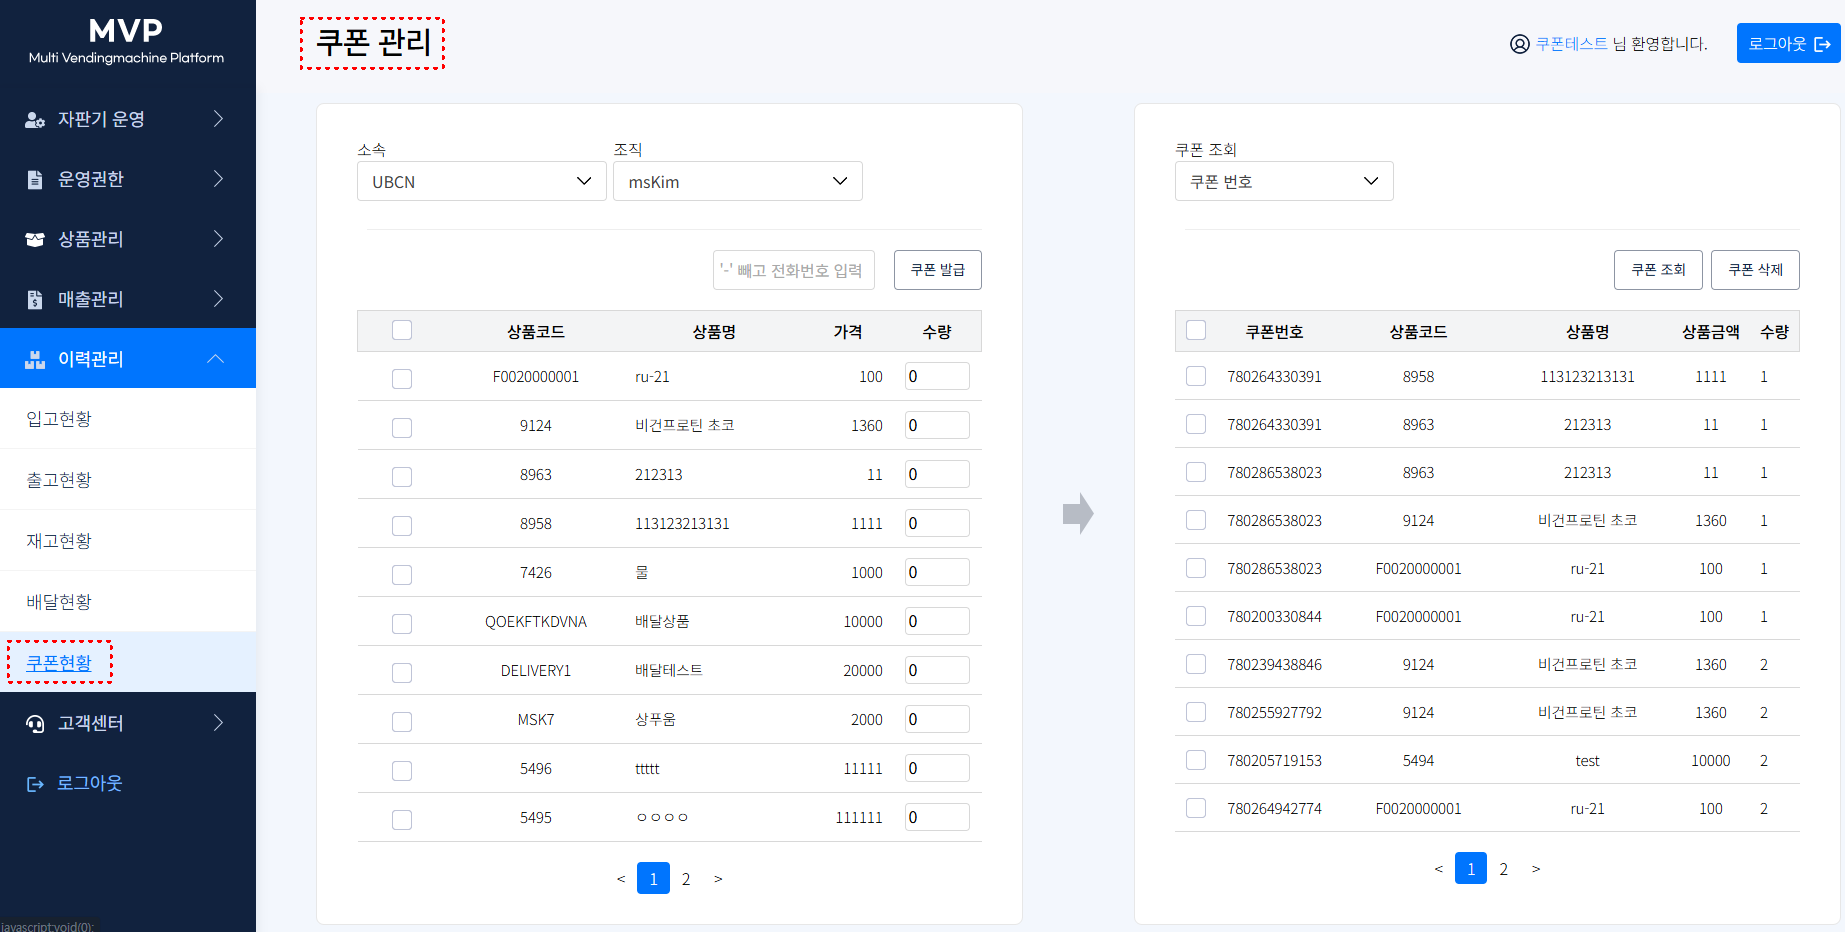 MVP
Multi Vendingmachine Platform
자판기 운영
운영권한
상품관리
매출관리
이력관리
입고현황
출고현황
재고현황
배달현황
쿠폰현황
고객센터
로그아웃
javascript:void(0);
쿠폰 관리
쿠폰테스트 님 환영합니다.
로그아웃
소속 조직
UBCN msKim
'-' 빼고 전화번호 입력 쿠폰 발급
상품코드 상품명 가격 수량
F0020000001 ru-21 100 0
9124 비건프로틴 초코 1360 0
8963 212313 11 0
8958 113123213131 1111 0
7426 물 1000 0
QOEKFTKDVNA 배달상품 10000 0
DELIVERY1 배달테스트 20000 0
MSK7 상푸움 2000 0
5496 ttttt 11111 0
5495 ㅇㅇㅇㅇ 111111 0
< 1 2 >
쿠폰 조회
쿠폰 번호
쿠폰 조회 쿠폰 삭제
쿠폰번호 상품코드 상품명 상품금액 수량
780264330391 8958 113123213131 1111 1
780264330391 8963 212313 11 1
780286538023 8963 212313 11 1
780286538023 9124 비건프로틴 초코 1360 1
780286538023 F0020000001 ru-21 100 1
780200330844 F0020000001 ru-21 100 1
780239438846 9124 비건프로틴 초코 1360 2
780255927792 9124 비건프로틴 초코 1360 2
780205719153 5494 test 10000 2
780264942774 F0020000001 ru-21 100 2
< 1 2 >